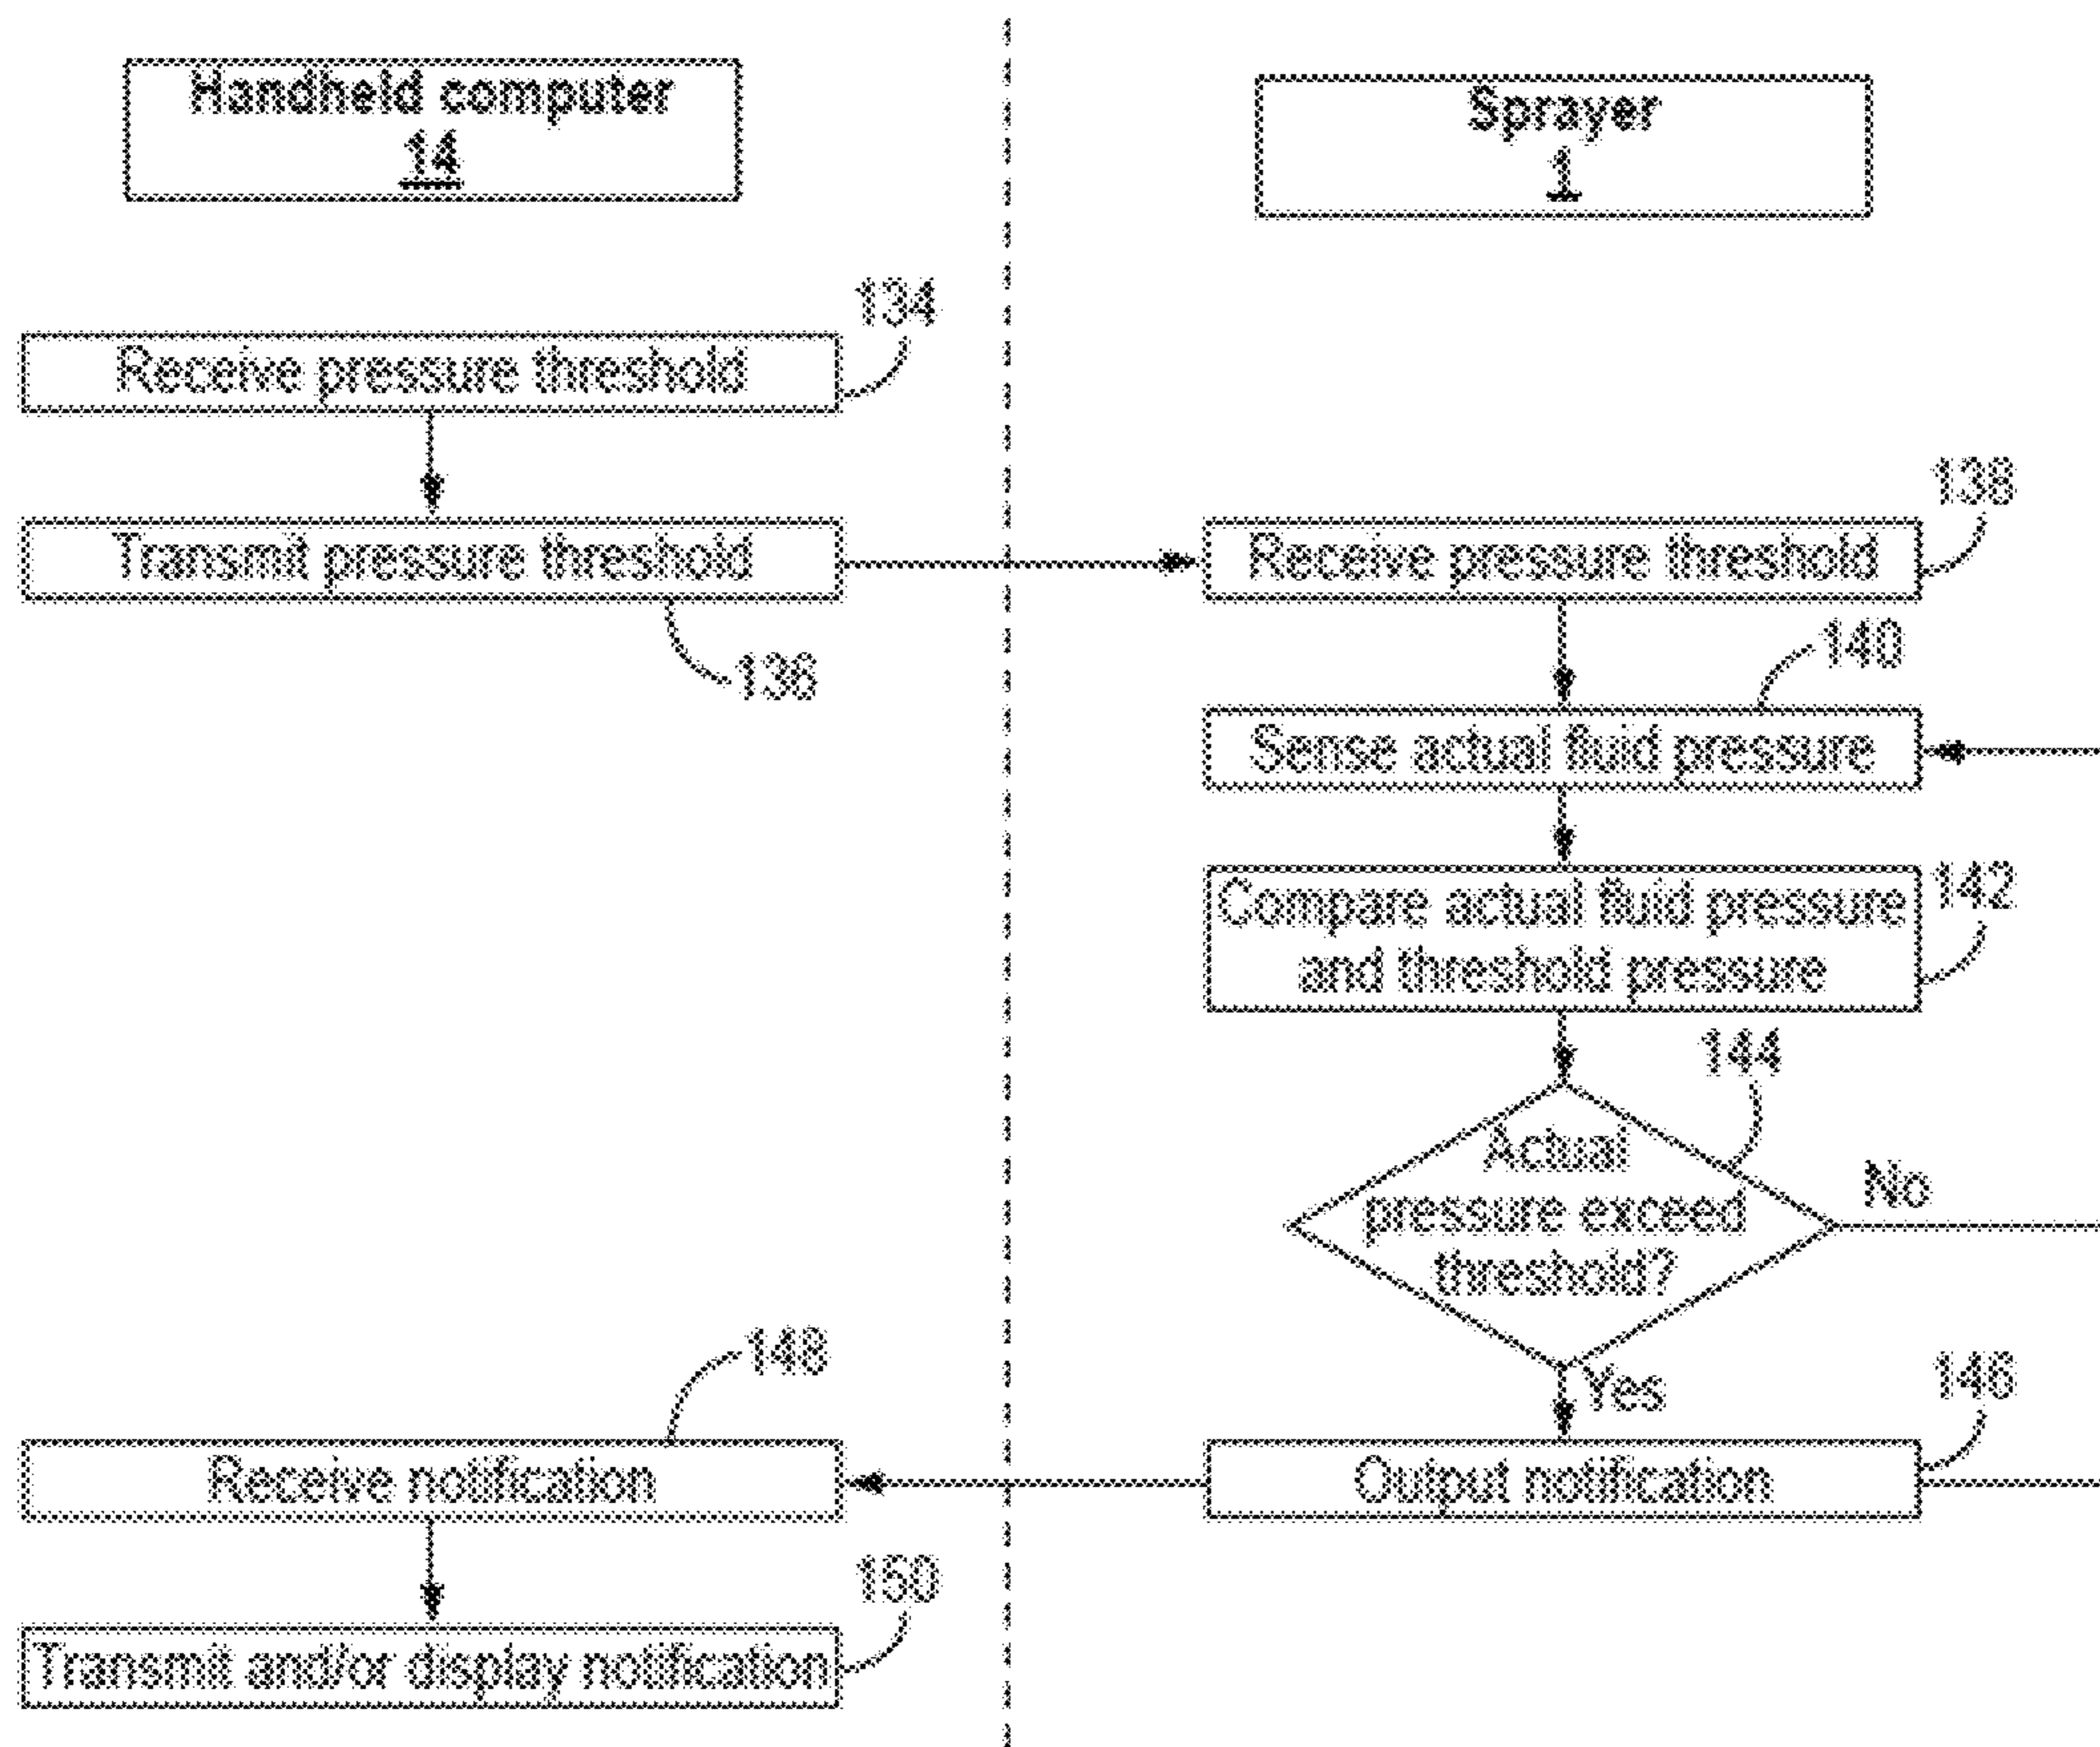 Handheld computer
14
Sprayer
1
134
Receive pressure threshold
138
Transmit pressure threshold
Receive pressure threshold
136
140
Sense actual fluid pressure
142
Compare actual fluid pressure
and threshold pressure
144
Actual
pressure exceed
threshold?
No
Yes
148
146
Receive notification
Output notification
150
Transmit and/or display notification